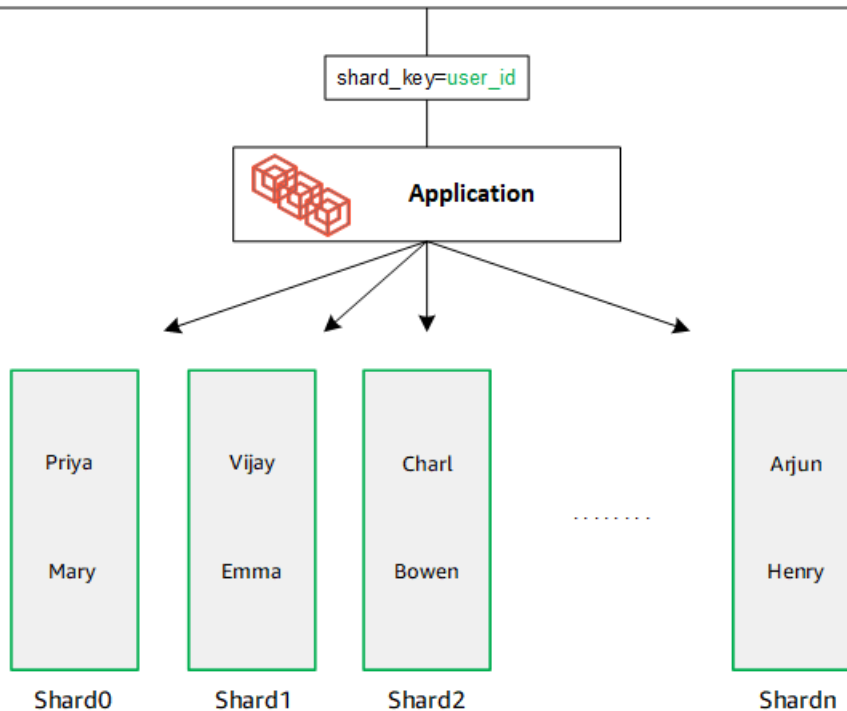 shard_key=user_id
Application
Priya
Vijay
Charl
Arjun
........
Mary
Emma
Bowen
Henry
Shard0
Shard1
Shard2
Shardn